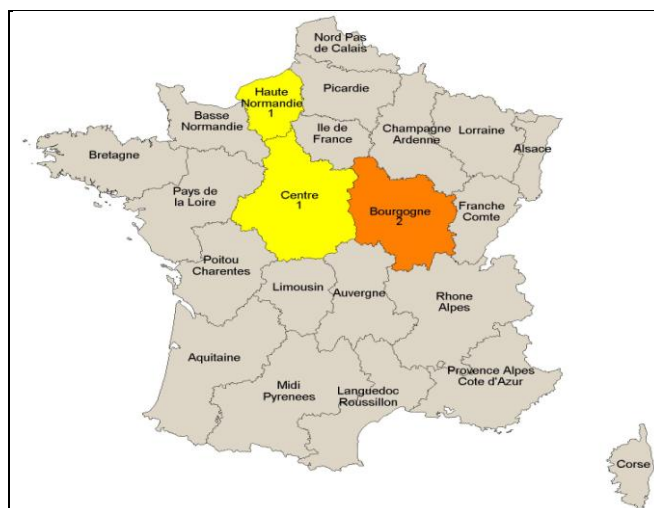 Nord Pas
de Calais
Haute
Normandie
1
Picardie
Basse
Normandie
Ile de
France
Champagne
Ardenne
Lorraine
Alsace
Bretagne
Pays de
la Loire
Centre
1
Bourgogne
2
Franche
Comte
Poitou
Charentes
Limousin
Auvergne
Rhone
Alpes
Aquitaine
Midi
Pyrenees
Languedoc
Roussillon
Provence Alpes
Cote d'Azur
Corse